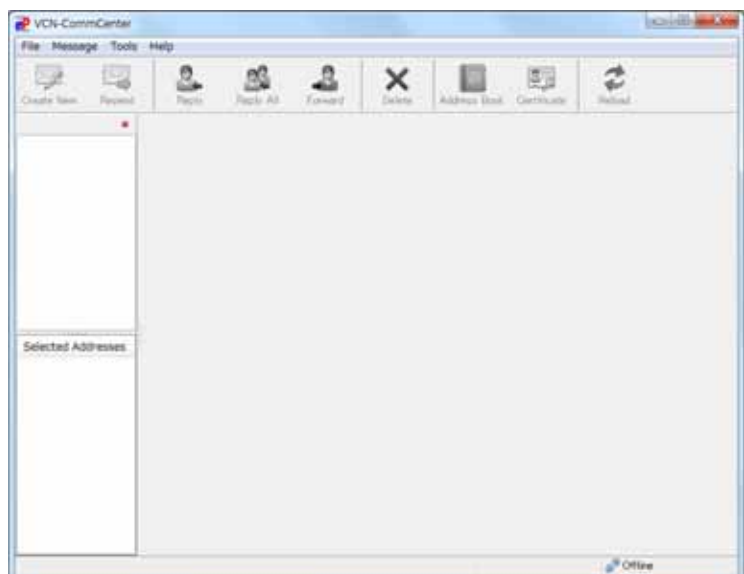 VCN-CommCenter
File Message Tools Help
Create New Resend Reply Reply All Forward Delete Address Book Certificate Reload
Selected Addresses
Offline